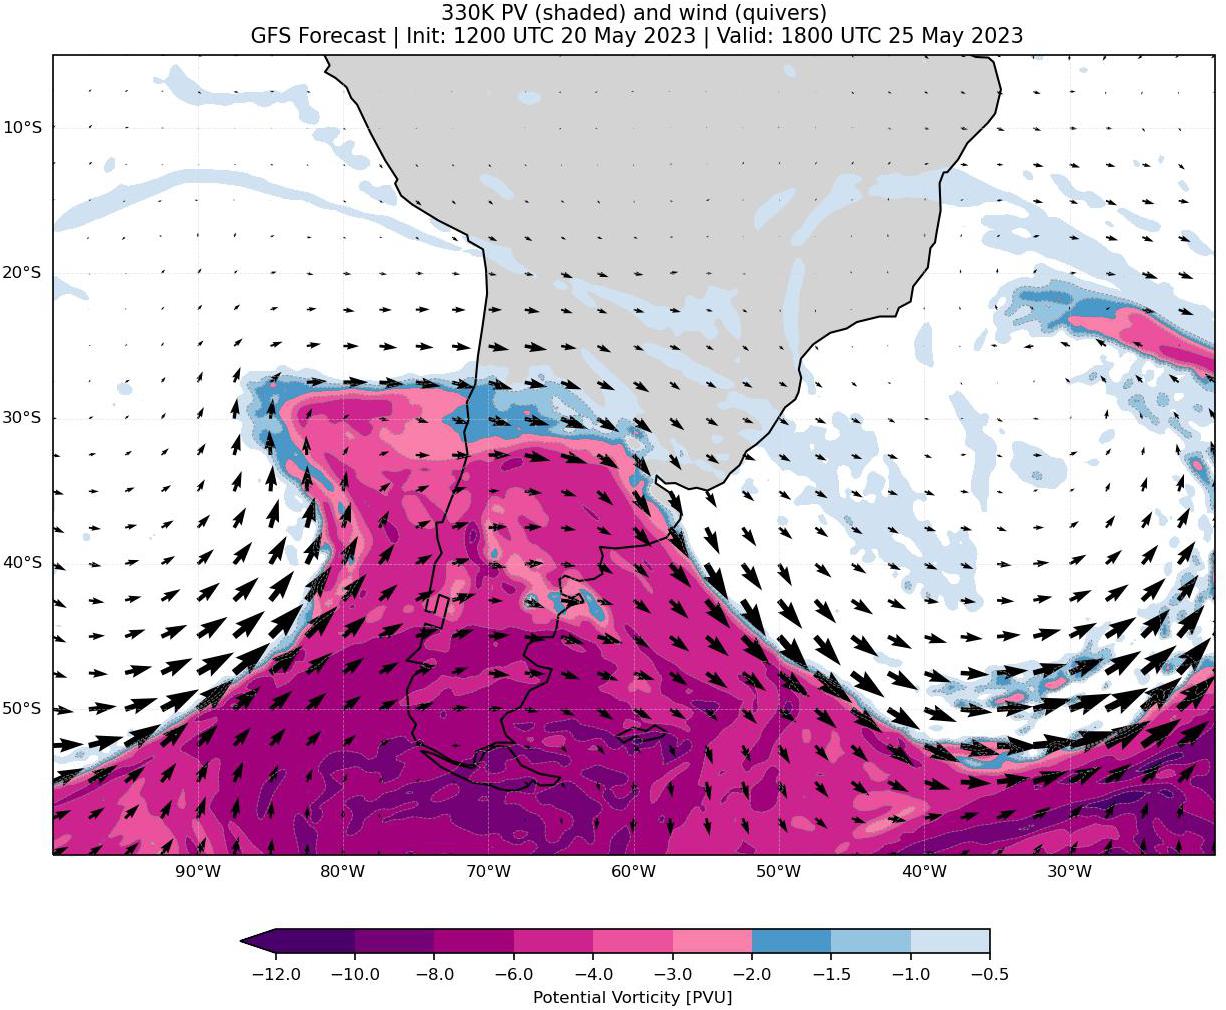 330K PV (shaded) and wind (quivers)
GFS Forecast | Init: 1200 UTC 20 May 2023 | Valid: 1800 UTC 25 May 2023
10°S
20°S
30°S
40°S
50°S
90°W 80°W 70°W 60°W 50°W 40°W 30°W
−12.0 −10.0 −8.0 −6.0 −4.0 −3.0 −2.0 −1.5 −1.0 −0.5
Potential Vorticity [PVU]